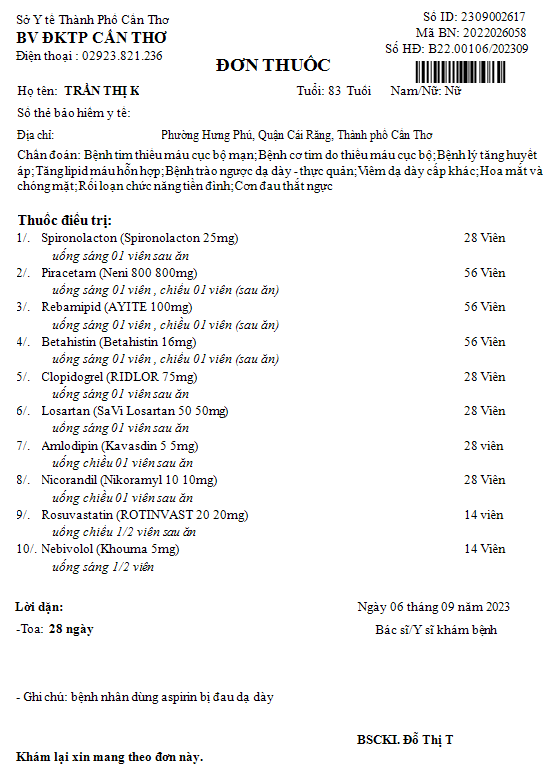 Sở Y tế Thành Phố Cần Thơ
BV ĐKTP CẦN THƠ
Điện thoại : 02923.821.236
Số ID: 2309002617
Mã BN: 2022026058
Số HĐ: B22.00106/202309
ĐƠN THUỐC
Họ tên: TRẦN THỊ K Tuổi: 83 Tuổi Nam/Nữ: Nữ
Số thẻ bảo hiểm y tế:
Địa chỉ: Phường Hưng Phú, Quận Cái Răng, Thành phố Cần Thơ
Chẩn đoán: Bệnh tim thiếu máu cục bộ mạn;Bệnh cơ tim do thiếu máu cục bộ;Bệnh lý tăng huyết
áp;Tăng lipid máu hỗn hợp;Bệnh trào ngược dạ dày - thực quản;Viêm dạ dày cấp khác;Hoa mắt và
chóng mặt;Rối loạn chức năng tiền đình;Cơn đau thắt ngực
Thuốc điều trị:
1/. Spironolacton (Spironolacton 25mg) 28 Viên
uống sáng 01 viên sau ăn
2/. Piracetam (Neni 800 800mg) 56 Viên
uống sáng 01 viên , chiều 01 viên (sau ăn)
3/. Rebamipid (AYITE 100mg) 56 Viên
uống sáng 01 viên , chiều 01 viên (sau ăn)
4/. Betahistin (Betahistin 16mg) 56 Viên
uống sáng 01 viên , chiều 01 viên (sau ăn)
5/. Clopidogrel (RIDLOR 75mg) 28 Viên
uống sáng 01 viên sau ăn
6/. Losartan (SaVi Losartan 50 50mg) 28 Viên
uống sáng 01 viên sau ăn
7/. Amlodipin (Kavasdin 5 5mg) 28 viên
uống chiều 01 viên sau ăn
8/. Nicorandil (Nikoramyl 10 10mg) 28 Viên
uống chiều 01 viên sau ăn
9/. Rosuvastatin (ROTINVAST 20 20mg) 14 viên
uống chiều 1/2 viên sau ăn
10/. Nebivolol (Khouma 5mg) 14 Viên
uống sáng 1/2 viên
Lời dặn: Ngày 06 tháng 09 năm 2023
-Toa: 28 ngày Bác sĩ/Y sĩ khám bệnh
- Ghi chú: bệnh nhân dùng aspirin bị đau dạ dày
BSCKI. Đỗ Thị T
Khám lại xin mang theo đơn này.